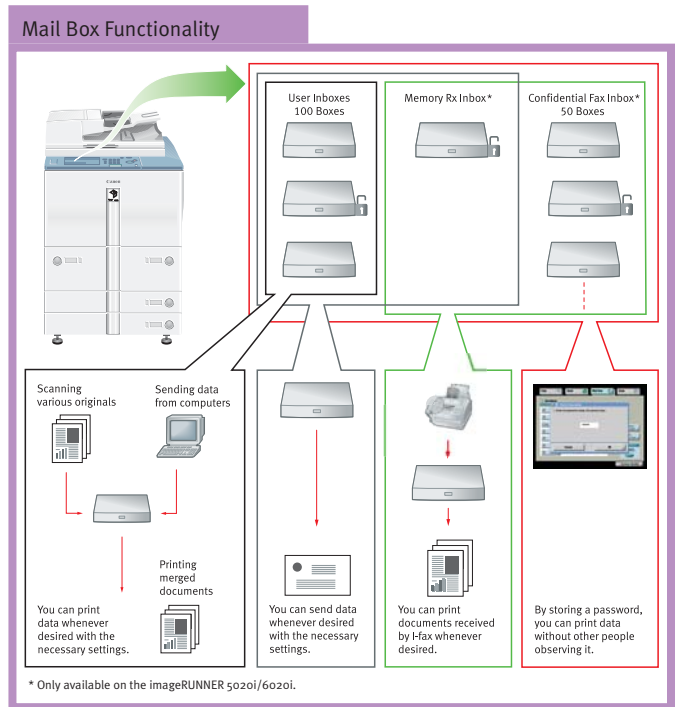 Mail Box Functionality
User Inboxes
100 Boxes
Memory Rx Inbox*
Confidential Fax Inbox*
50 Boxes
Canon
Scanning
various originals
Sending data
from computers
Printing
merged
documents
You can print
data whenever
desired with the
necessary settings.
You can send data
whenever desired
with the necessary
settings.
You can print
documents received
by I-fax whenever
desired.
By storing a password,
you can print data
without other people
observing it.
* Only available on the imageRUNNER 5020i/6020i.